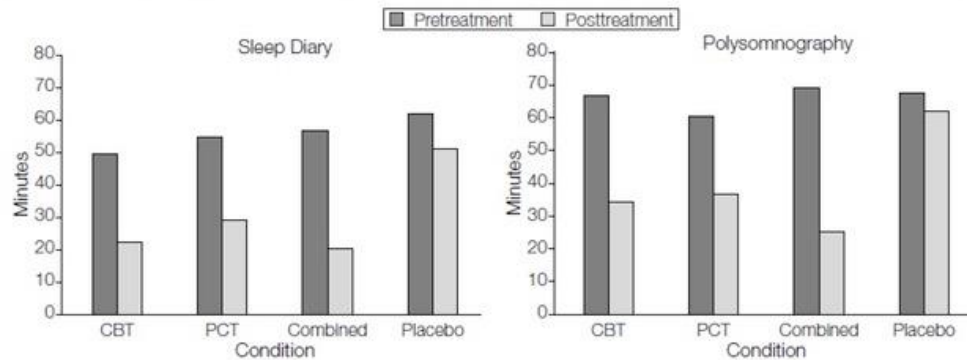 Pretreatment Posttreatment
Sleep Diary
80
70
60
50
40
30
20
10
0
Minutes
CBT PCT Combined Placebo
Condition
Polysomnography
80
70
60
50
40
30
20
10
0
Minutes
CBT PCT Combined Placebo
Condition